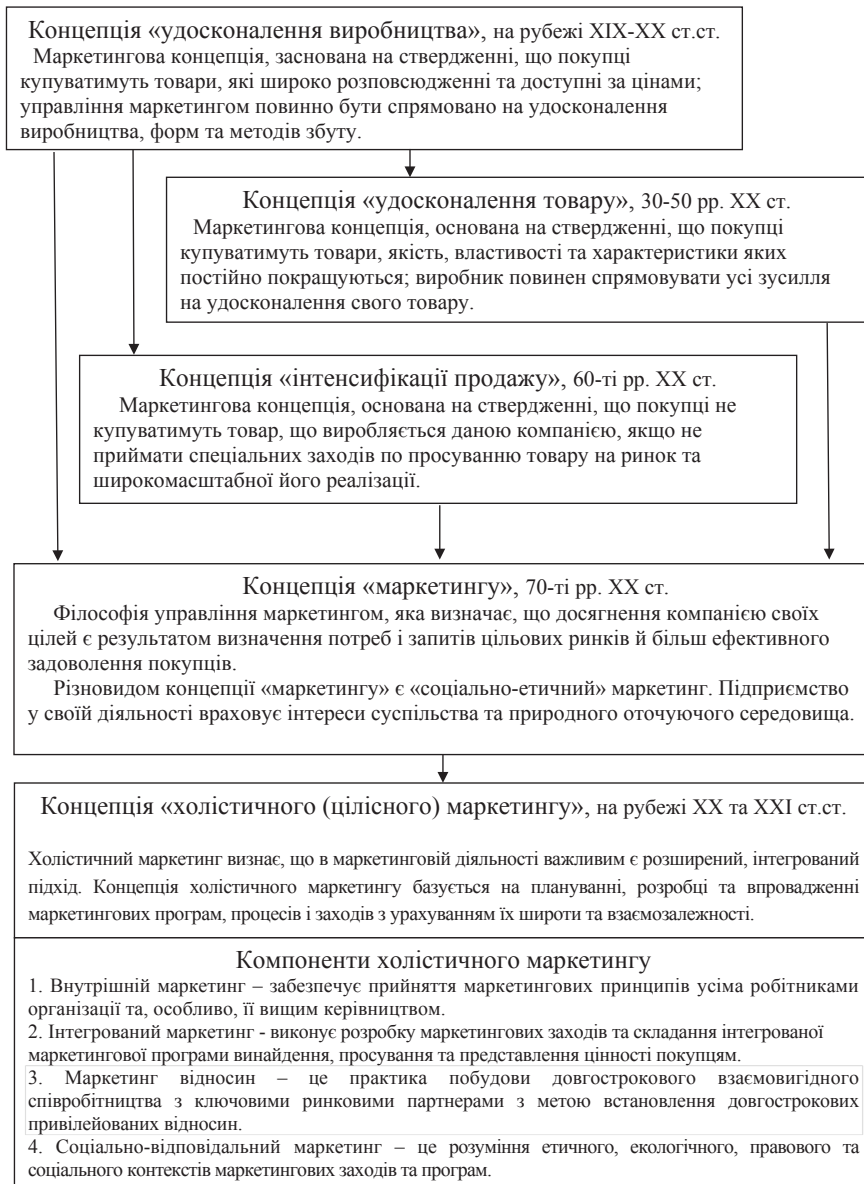 Концепція «удосконалення виробництва», на рубежі XIX-XX ст.ст.
Маркетингова концепція, заснована на ствердженні, що покупці
купуватимуть товари, які широко розповсюдженні та доступні за цінами;
управління маркетингом повинно бути спрямовано на удосконалення
виробництва, форм та методів збуту.
Концепція «удосконалення товару», 30-50 рр. XX ст.
Маркетингова концепція, основана на ствердженні, що покупці
купуватимуть товари, якість, властивості та характеристики яких
постійно покращуються; виробник повинен спрямовувати усі зусилля
на удосконалення свого товару.
Концепція «інтенсифікації продажу», 60-ті рр. XX ст.
Маркетингова концепція, основана на ствердженні, що покупці не
купуватимуть товар, що виробляється даною компанією, якщо не
приймати спеціальних заходів по просуванню товару на ринок та
широкомасштабної його реалізації.
Концепція «маркетингу», 70-ті рр. XX ст.
Філософія управління маркетингом, яка визначає, що досягнення компанією своїх
цілей є результатом визначення потреб і запитів цільових ринків й більш ефективного
задоволення покупців.
Різновидом концепції «маркетингу» є «соціально-етичний» маркетинг. Підприємство
у своїй діяльності враховує інтереси суспільства та природного оточуючого середовища.
Концепція «холістичного (цілісного) маркетингу», на рубежі XX та XXI ст.ст.
Холістичний маркетинг визнає, що в маркетинговій діяльності важливим є розширений, інтегрований
підхід. Концепція холістичного маркетингу базується на плануванні, розробці та впровадженні
маркетингових програм, процесів і заходів з урахуванням їх широти та взаємозалежності.
Компоненти холістичного маркетингу
1. Внутрішній маркетинг – забезпечує прийняття маркетингових принципів усіма робітниками
організації та, особливо, її вищим керівництвом.
2. Інтегрований маркетинг - виконує розробку маркетингових заходів та складання інтегрованої
маркетингової програми винайдення, просування та представлення цінності покупцям.
3. Маркетинг відносин – це практика побудови довгострокового взаємовигідного
співробітництва з ключовими ринковими партнерами з метою встановлення довгострокових
привілейованих відносин.
4. Соціально-відповідальний маркетинг – це розуміння етичного, екологічного, правового та
соціального контекстів маркетингових заходів та програм.